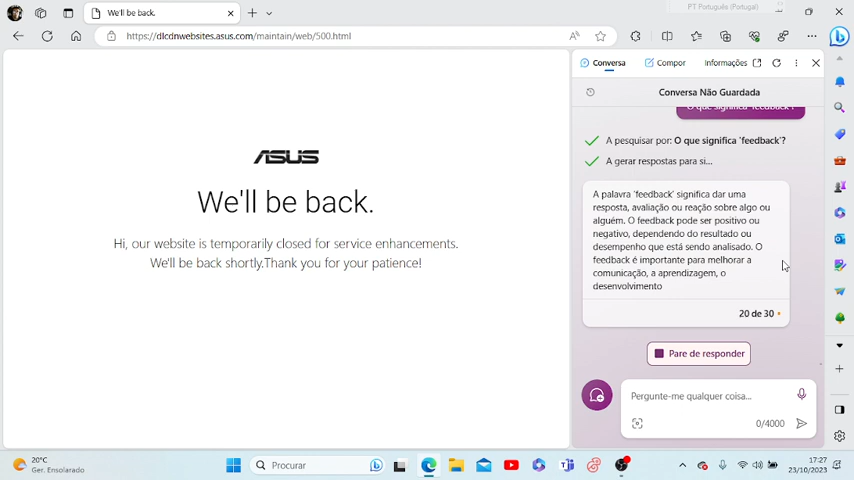 We'll be back.
PT Português (Portugal)
https://dlcdnwebsites.asus.com/maintain/web/500.html
ASUS
We'll be back.
Hi, our website is temporarily closed for service enhancements.
We'll be back shortly.Thank you for your patience!
Conversa
Compor
Informações
Conversa Não Guardada
O que significa 'feedback'?
A pesquisar por: O que significa 'feedback'?
A gerar respostas para si...
A palavra 'feedback' significa dar uma
resposta, avaliação ou reação sobre algo ou
alguém. O feedback pode ser positivo ou
negativo, dependendo do resultado ou
desempenho que está sendo analisado. O
feedback é importante para melhorar a
comunicação, a aprendizagem, o
desenvolvimento
20 de 30
Pare de responder
Pergunte-me qualquer coisa...
0/4000
20°C
Ger. Ensolarado
Procurar
17:27
23/10/2023